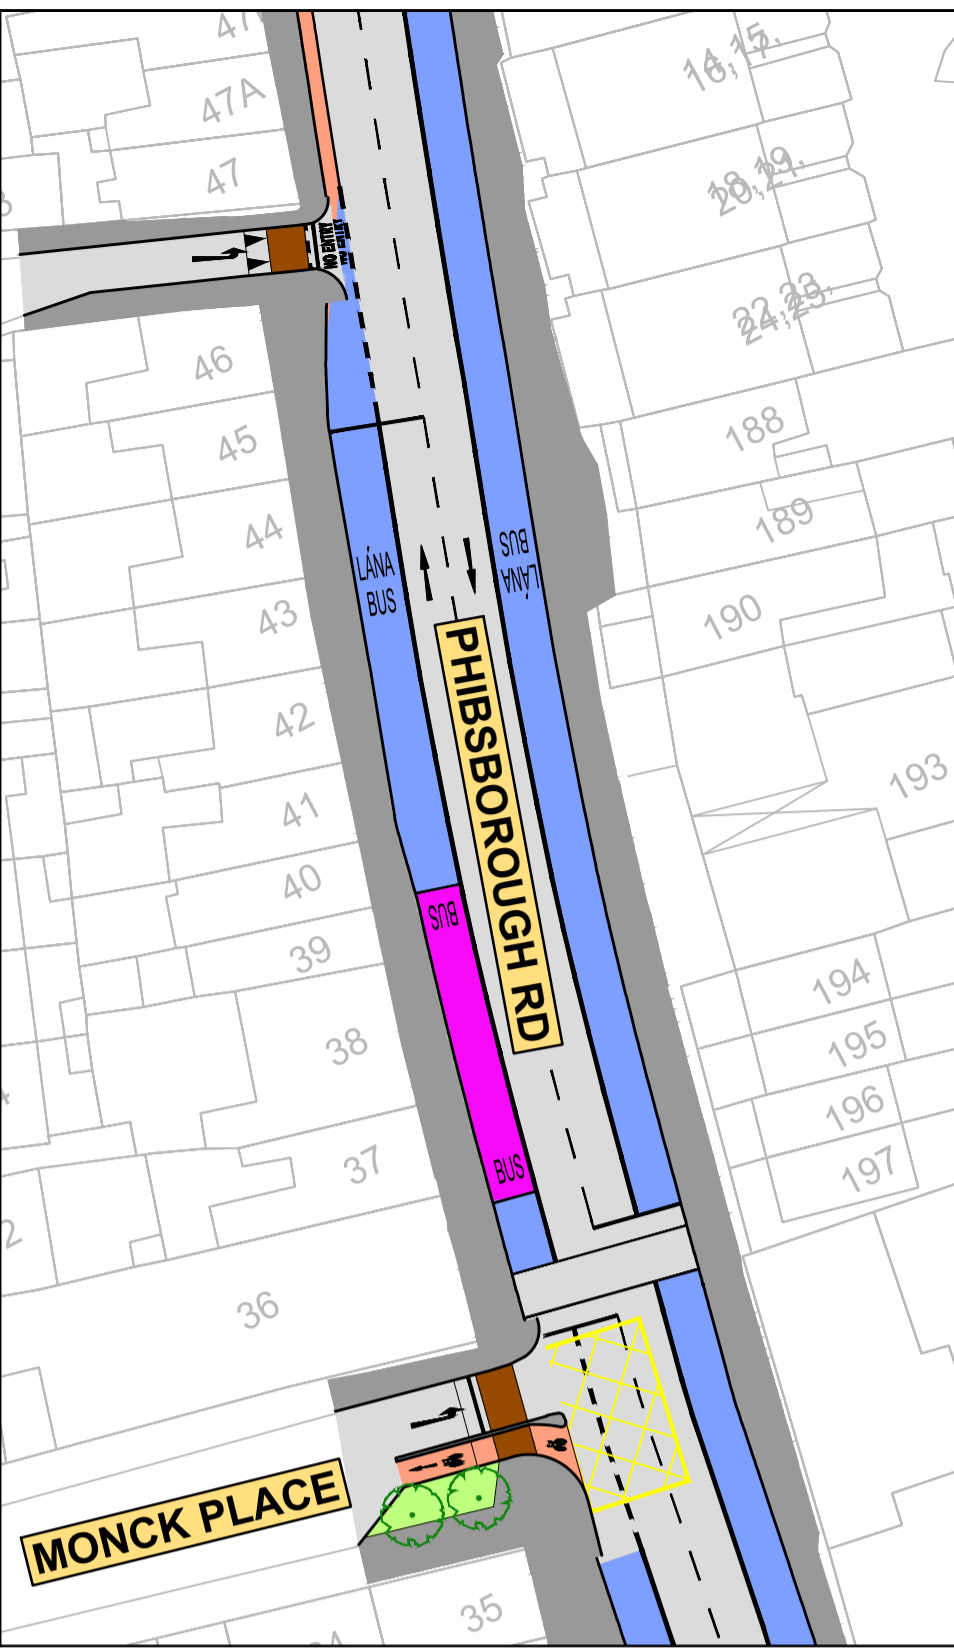 47A
47
NO ENTRY
46
45
44
43
42
41
40
39
38
37
36
35
LÁNA
BUS
LÁNA
BUS
PHIBSBOROUGH RD
BUS
BUS
MONCK PLACE
14,15,
16,17.
18,19,
20,21.
22,23,
24,25.
188
189
190
193
194
195
196
197